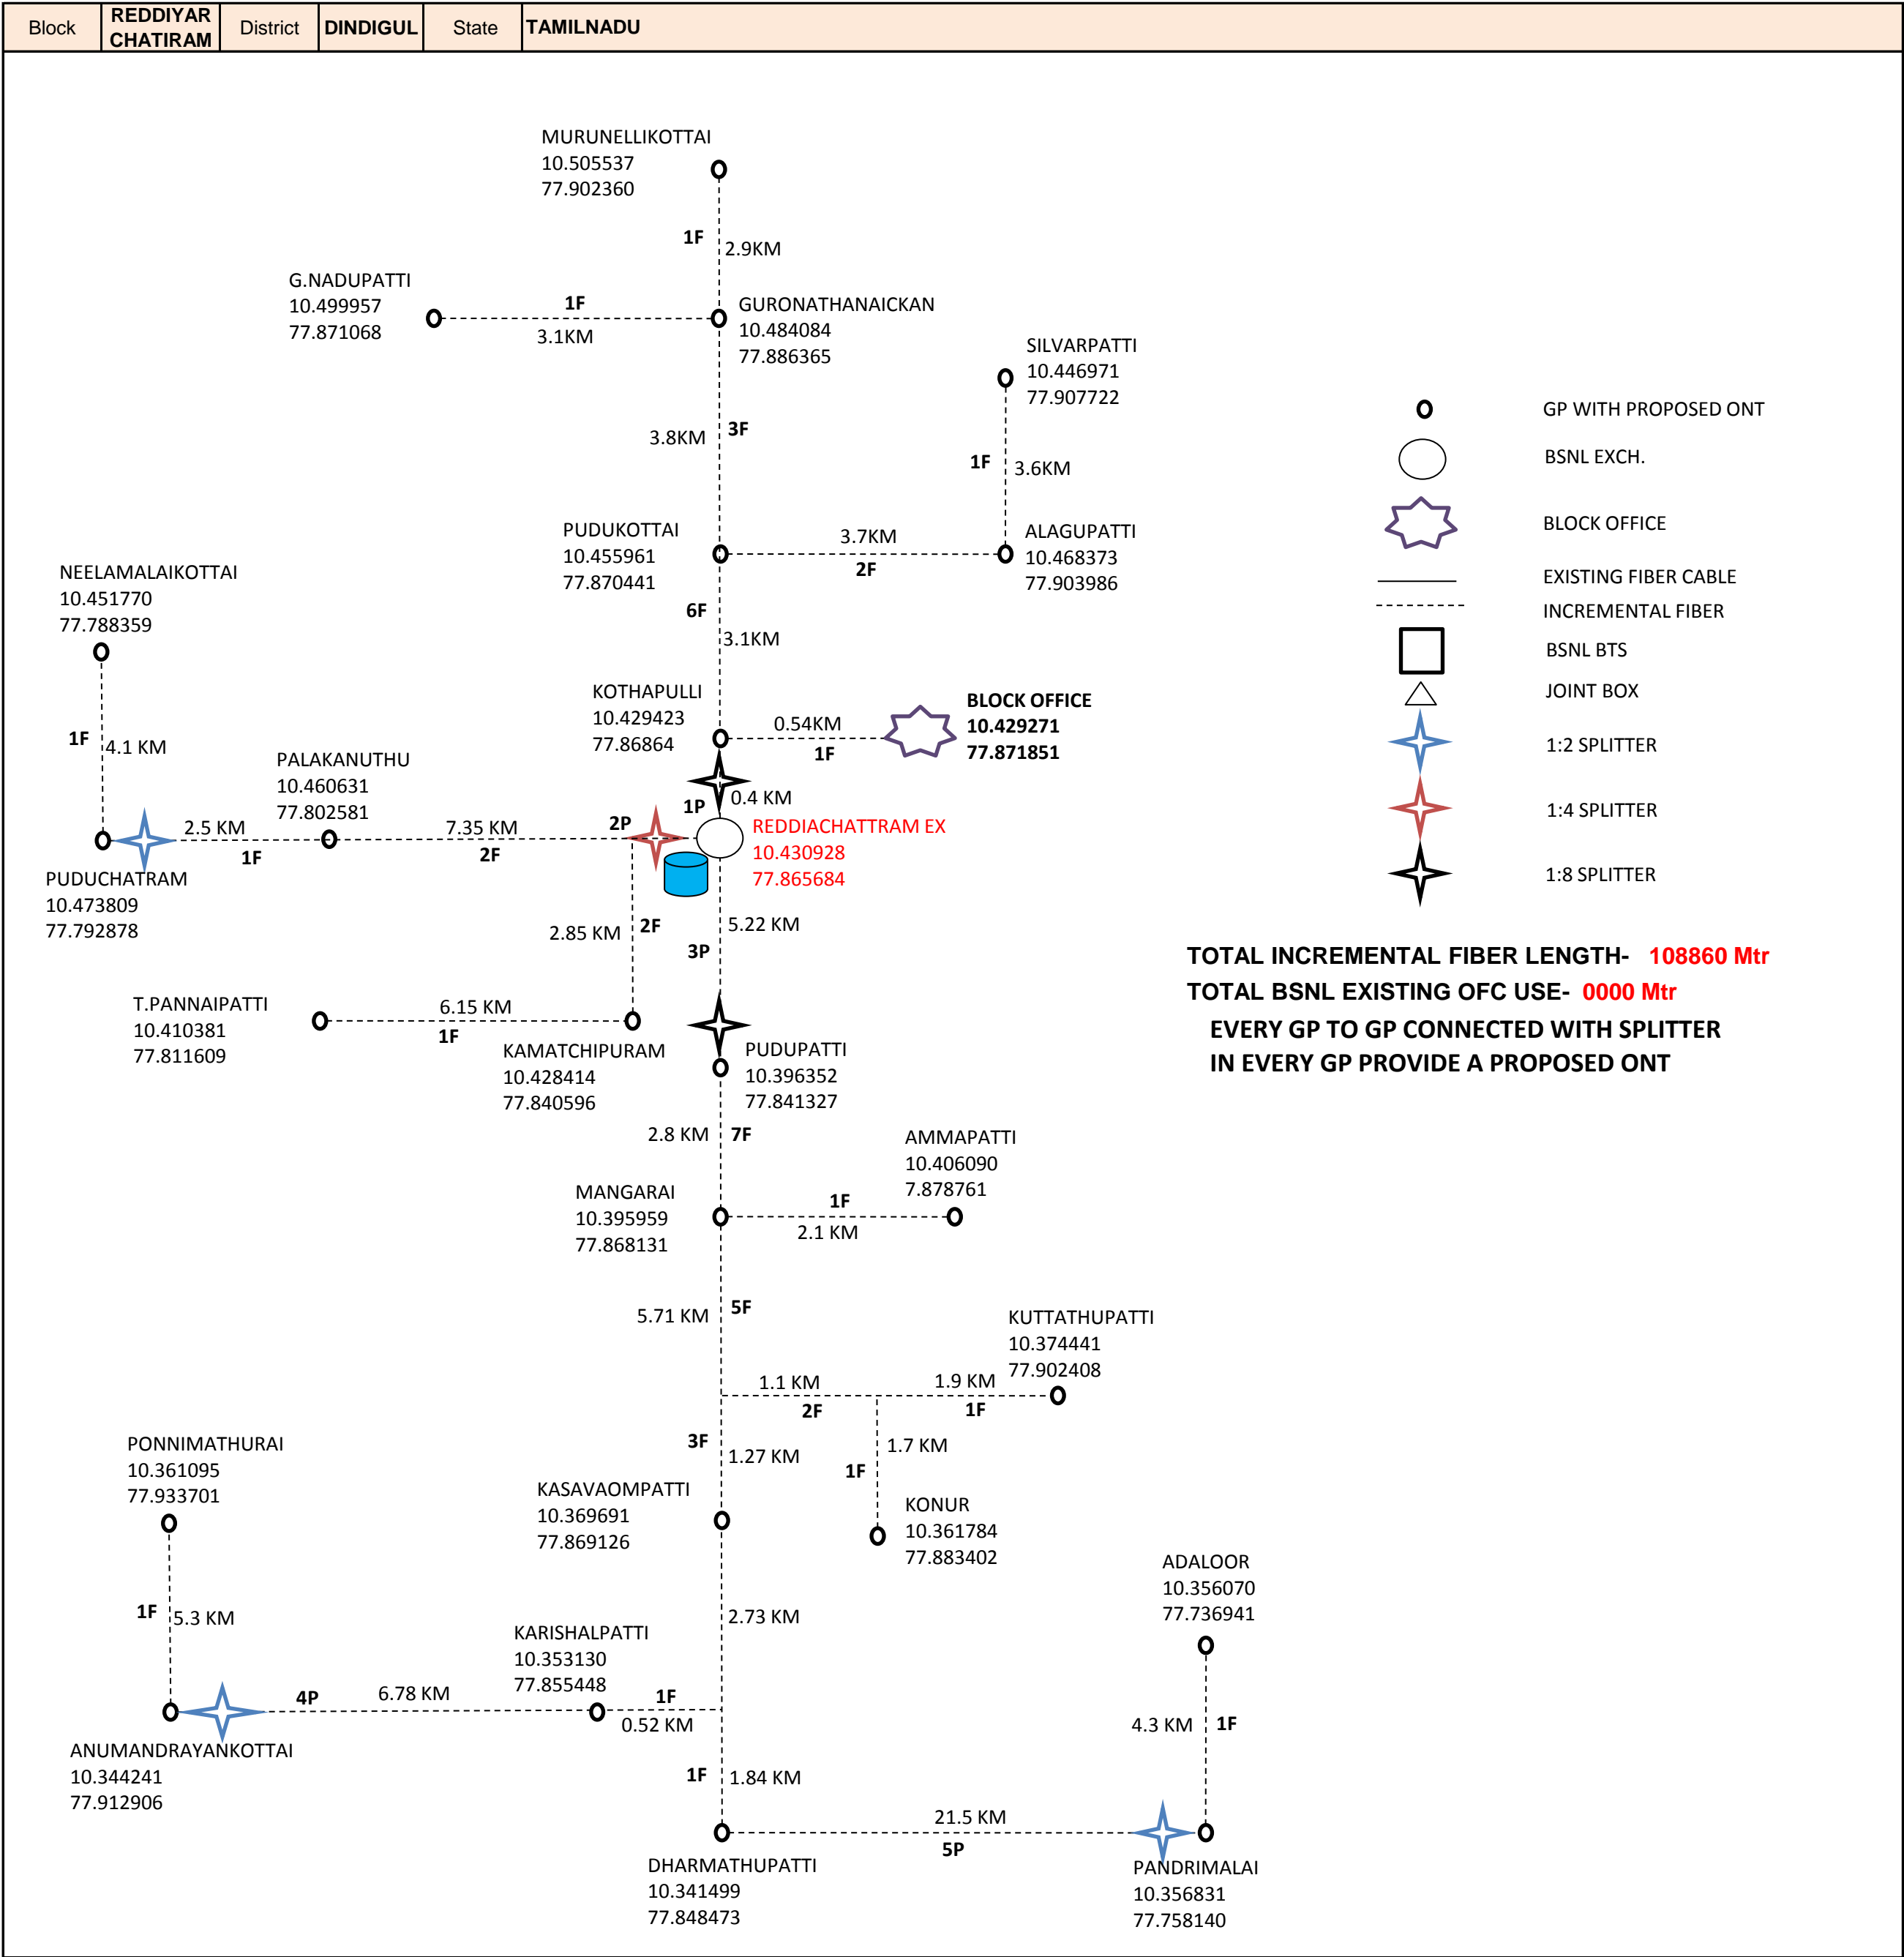 Block REDDIYAR CHATIRAM District DINDIGUL State TAMILNADU
MURUNELLIKOTTAI
10.505537
77.902360
1F
2.9KM
G.NADUPATTI
10.499957
77.871068
1F
3.1KM
GURONATHANAICKAN
10.484084
77.886365
SILVARPATTI
10.446971
77.907722
3.8KM
3F
1F
3.6KM
PUDUKOTTAI
10.455961
77.870441
3.7KM
2F
ALAGUPATTI
10.468373
77.903986
NEELAMALAIKOTTAI
10.451770
77.788359
6F
3.1KM
KOTHAPULLI
10.429423
77.86864
0.54KM
1F
BLOCK OFFICE
10.429271
77.871851
1F
4.1 KM
PALAKANUTHU
10.460631
77.802581
1P
0.4 KM
2.5 KM
1F
7.35 KM
2F
2P
REDDIACHATTRAM EX
10.430928
77.865684
PUDUCHATRAM
10.473809
77.792878
2.85 KM
2F
5.22 KM
3P
T.PANNAIPATTI
10.410381
77.811609
6.15 KM
1F
KAMATCHIPURAM
10.428414
77.840596
PUDUPATTI
10.396352
77.841327
2.8 KM
7F
AMMAPATTI
10.406090
7.878761
MANGARAI
10.395959
77.868131
1F
2.1 KM
5.71 KM
5F
KUTTATHUPATTI
10.374441
77.902408
1.1 KM
2F
1.9 KM
1F
3F
1.27 KM
1.7 KM
1F
PONNIMATHURAI
10.361095
77.933701
KASAVAOMPATTI
10.369691
77.869126
KONUR
10.361784
77.883402
ADALOOR
10.356070
77.736941
1F
5.3 KM
2.73 KM
KARISHALPATTI
10.353130
77.855448
4P
6.78 KM
1F
0.52 KM
4.3 KM
1F
ANUMANDRAYANKOTTAI
10.344241
77.912906
1F
1.84 KM
21.5 KM
5P
DHARMATHUPATTI
10.341499
77.848473
PANDRIMALAI
10.356831
77.758140
GP WITH PROPOSED ONT
BSNL EXCH.
BLOCK OFFICE
EXISTING FIBER CABLE
INCREMENTAL FIBER
BSNL BTS
JOINT BOX
1:2 SPLITTER
1:4 SPLITTER
1:8 SPLITTER
TOTAL INCREMENTAL FIBER LENGTH- 108860 Mtr
TOTAL BSNL EXISTING OFC USE- 0000 Mtr
EVERY GP TO GP CONNECTED WITH SPLITTER
IN EVERY GP PROVIDE A PROPOSED ONT